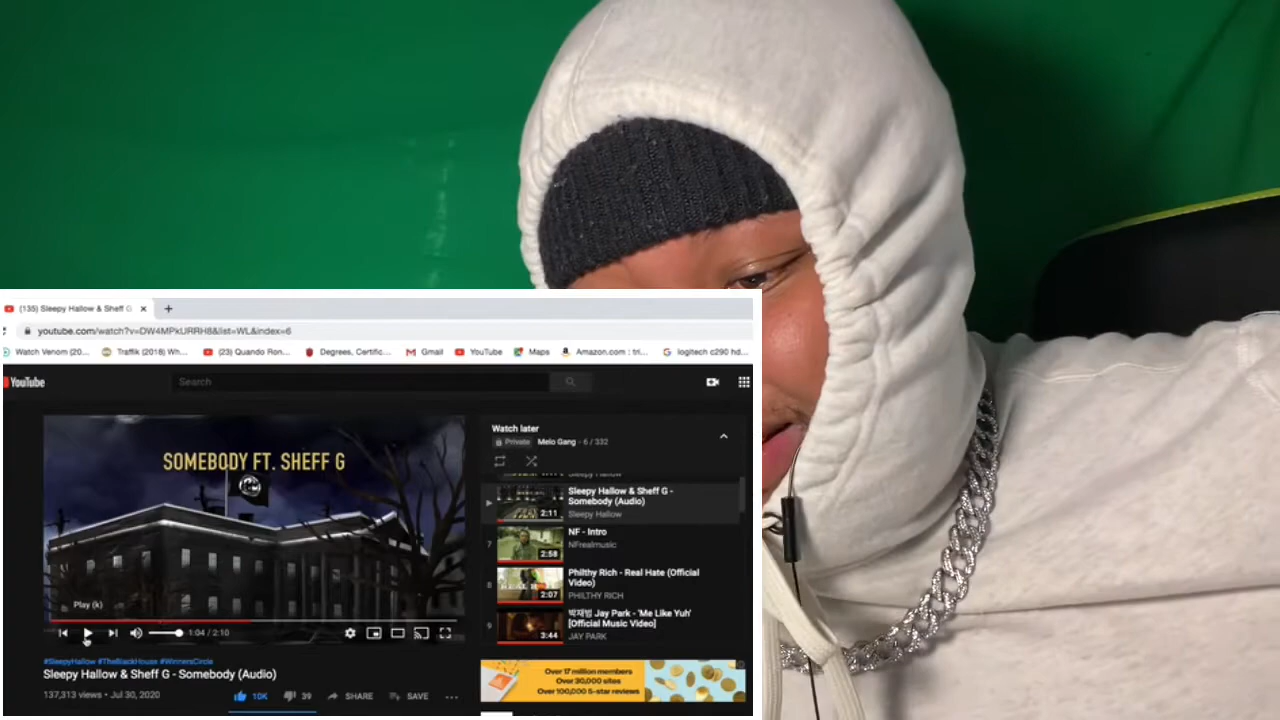 (135) Sleepy Hallow & Sheff G
youtube.com/watch?v=DW4MPkURRH8&list=WL&index=6
Watch Venom (20... Traffik (2018) Wh... (23) Quando Ron... Degrees, Certific... Gmail YouTube Maps Amazon.com : tri... logitech c290 hd...
YouTube
Search
SOMEBODY FT. SHEFF G
Play (k)
1:04 / 2:10
#SleepyHallow #TheBlackHouse #WinnersCircle
Sleepy Hallow & Sheff G - Somebody (Audio)
137,313 views • Jul 30, 2020
10K
39
SHARE
SAVE
Watch later
Private Melo Gang - 6 / 332
Sleepy Hallow
Sleepy Hallow & Sheff G -
Somebody (Audio)
Sleepy Hallow
2:11
7
NF - Intro
NFrealmusic
2:58
8
Philthy Rich - Real Hate (Official
Video)
PHILTHY RICH
2:07
9
박재범 Jay Park - 'Me Like Yuh'
[Official Music Video]
JAY PARK
3:44
Over 17 million members
Over 30,000 sites
Over 100,000 5-star reviews